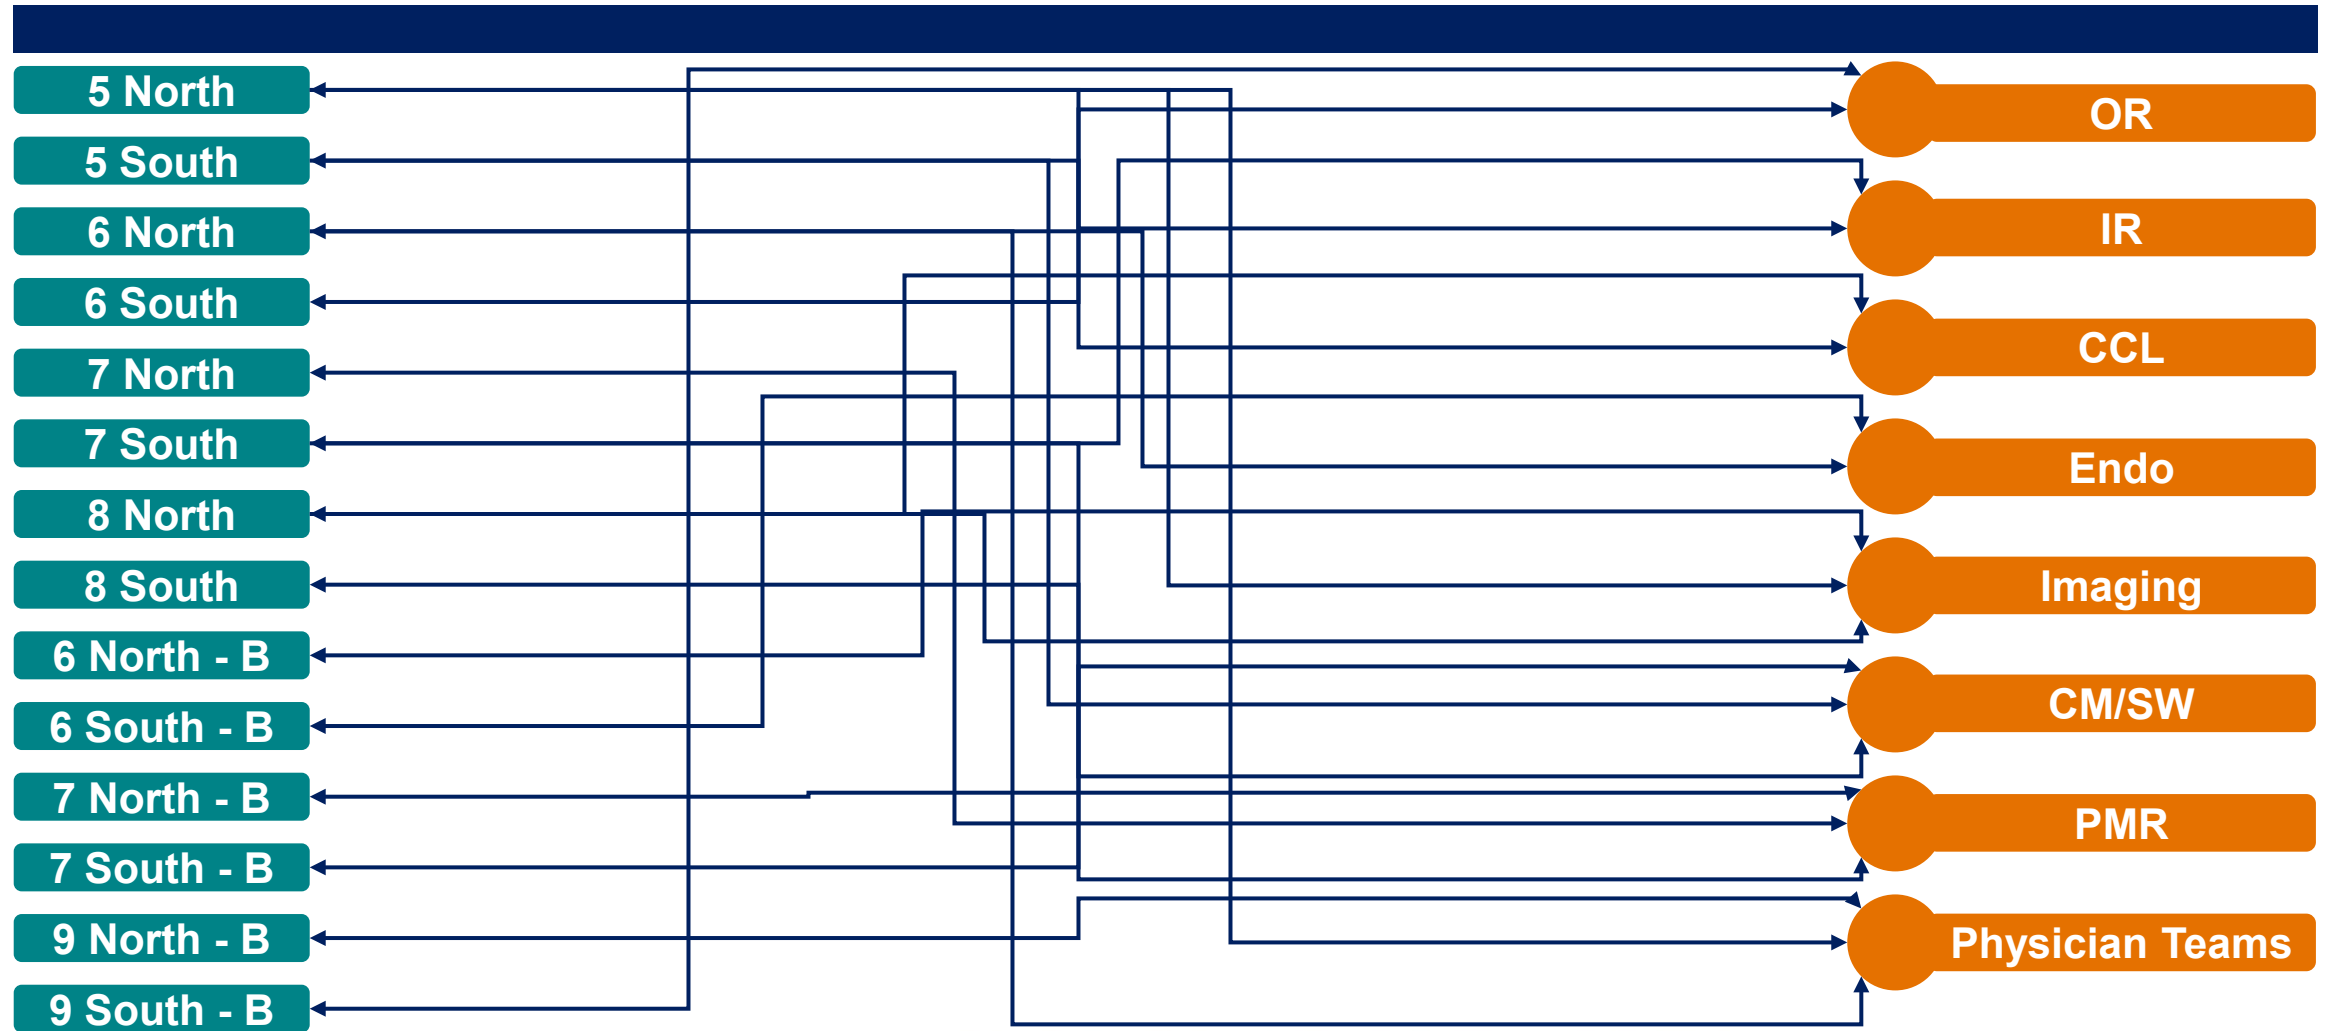 5 North
5 South
6 North
6 South
7 North
7 South
8 North
8 South
6 North - B
6 South - B
7 North - B
7 South - B
9 North - B
9 South - B
OR
IR
CCL
Endo
Imaging
CM/SW
PMR
Physician Teams